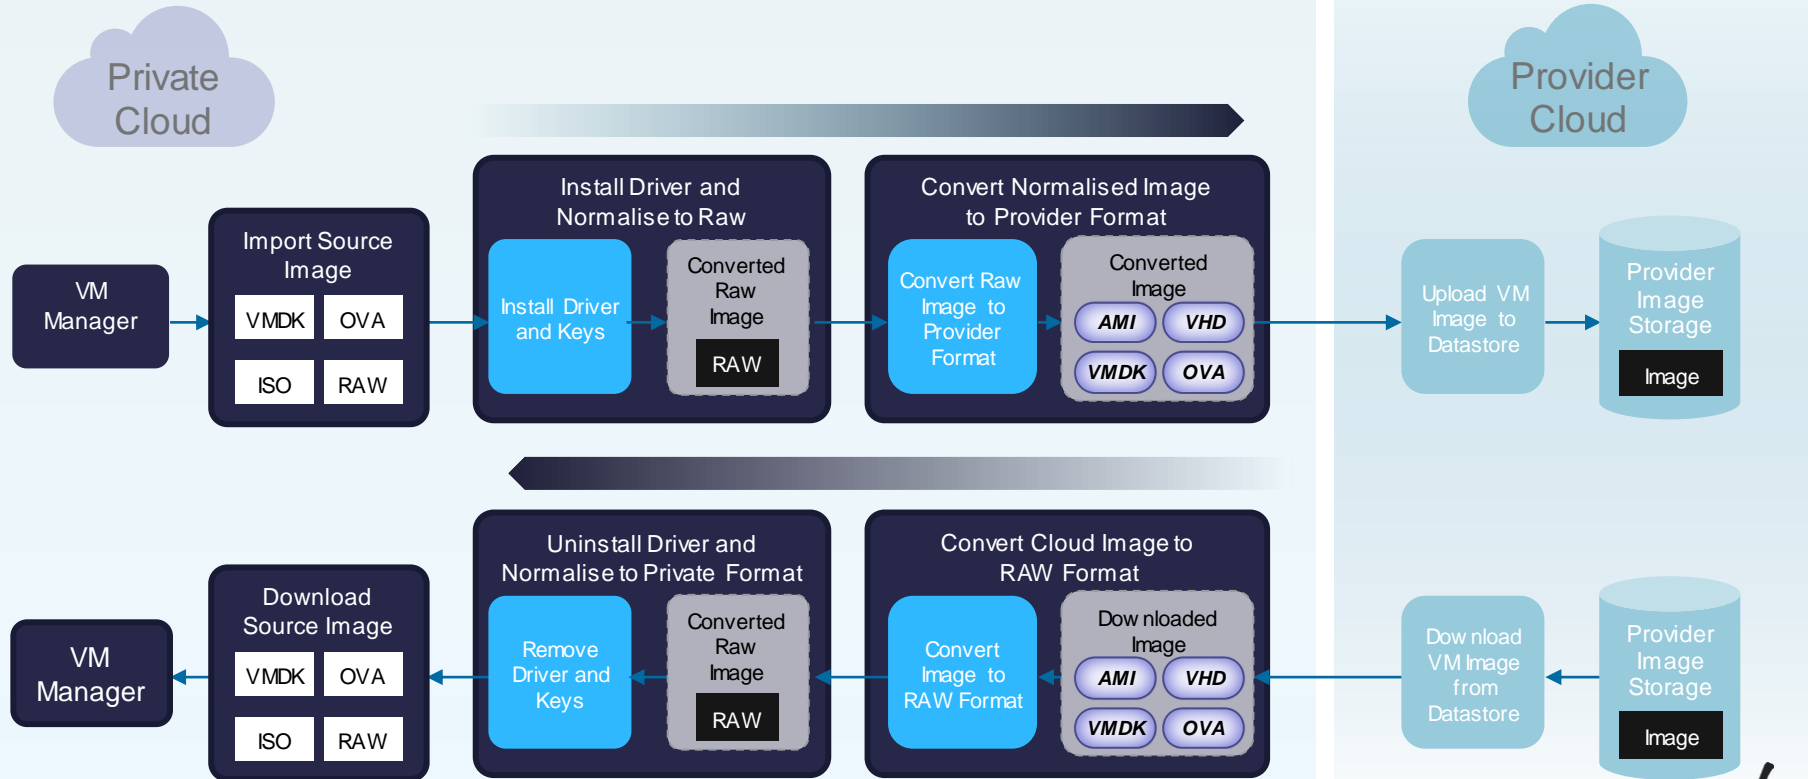 Private
Cloud
Provider
Cloud
VM
Manager
Import Source
Image
VMDK
OVA
ISO
RAW
Install Driver and
Normalise to Raw
Install Driver
and Keys
Converted
Raw
Image
RAW
Convert Normalised Image
to Provider Format
Convert Raw
Image to
Provider
Format
Converted
Image
AMI
VHD
VMDK
OVA
Upload VM
Image to
Datastore
Provider
Image
Storage
Image
VM
Manager
Download
Source Image
VMDK
OVA
ISO
RAW
Uninstall Driver and
Normalise to Private Format
Remove
Driver and
Keys
Converted
Raw
Image
RAW
Convert Cloud Image to
RAW Format
Convert
Image to
RAW Format
Downloaded
Image
AMI
VHD
VMDK
OVA
Download
VM Image
from
Datastore
Provider
Image
Storage
Image